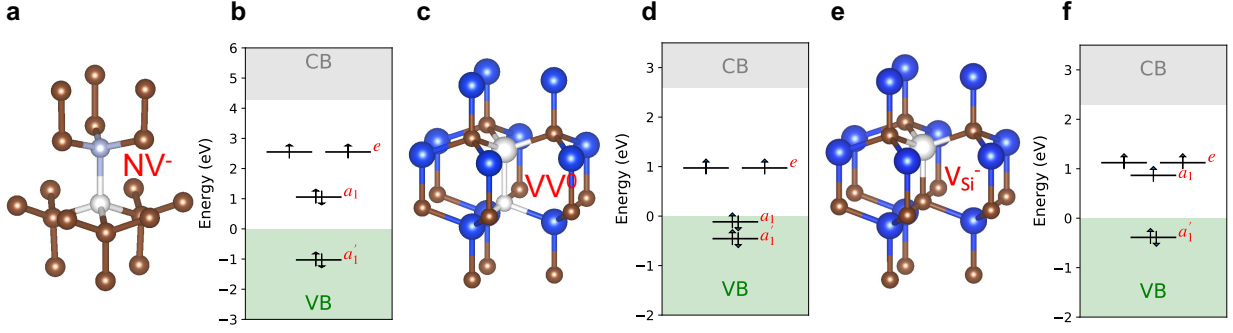 a
b
c
d
e
f
NV-
Energy (eV)
6
5
4
3
2
1
0
−1
−2
−3
CB
e
a1
a1′
VB
VV0
Energy (eV)
3
2
1
0
−1
−2
CB
e
a1
a1′
VB
VSi-
Energy (eV)
3
2
1
0
−1
−2
CB
e
a1
a1′
VB